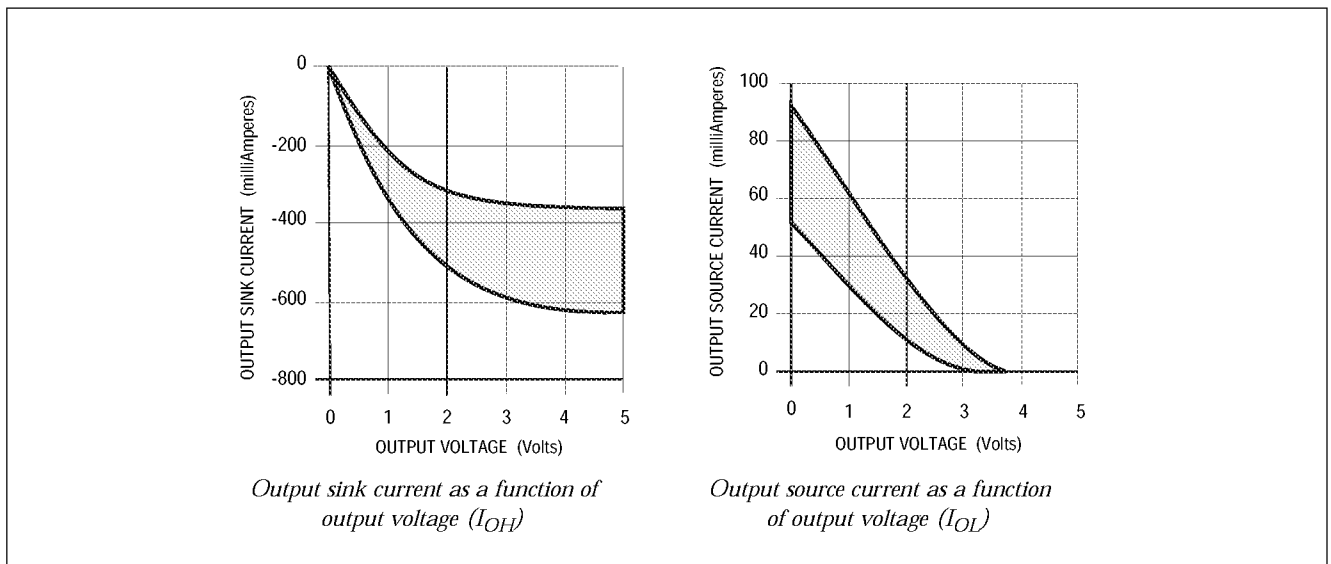 0
-200
-400
-600
-800
OUTPUT SINK CURRENT (milliAmperes)
0 1 2 3 4 5
OUTPUT VOLTAGE (Volts)
Output sink current as a function of
output voltage (IOH)
100
80
60
40
20
0
OUTPUT SOURCE CURRENT (milliAmperes)
0 1 2 3 4 5
OUTPUT VOLTAGE (Volts)
Output source current as a function
of output voltage (IOL)